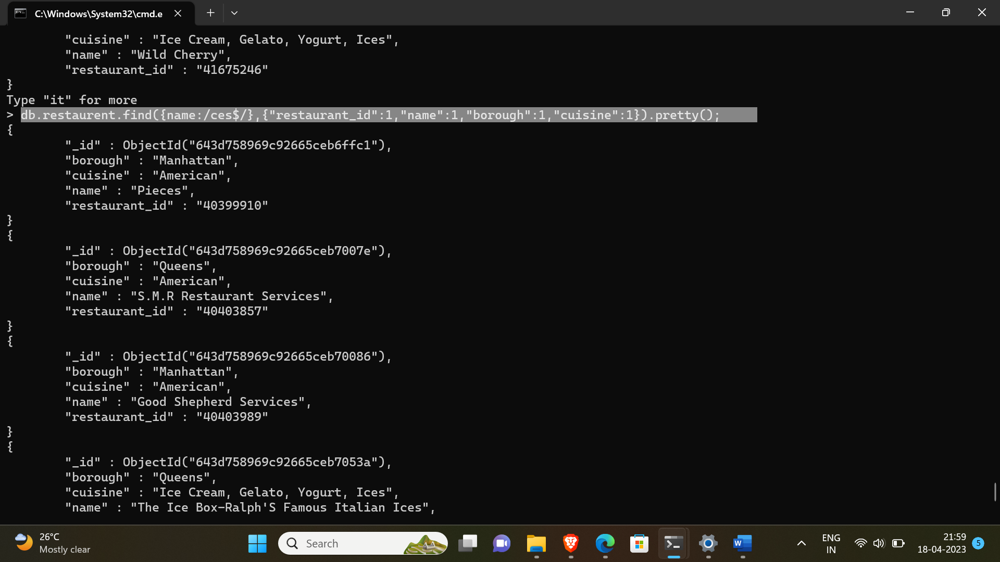 C:\Windows\System32\cmd.e
"cuisine" : "Ice Cream, Gelato, Yogurt, Ices",
"name" : "Wild Cherry",
"restaurant_id" : "41675246"
}
Type "it" for more
> db.restaurent.find({name:/ces$/},{"restaurant_id":1,"name":1,"borough":1,"cuisine":1}).pretty();
{
"_id" : ObjectId("643d758969c92665ceb6ffc1"),
"borough" : "Manhattan",
"cuisine" : "American",
"name" : "Pieces",
"restaurant_id" : "40399910"
}
{
"_id" : ObjectId("643d758969c92665ceb7007e"),
"borough" : "Queens",
"cuisine" : "American",
"name" : "S.M.R Restaurant Services",
"restaurant_id" : "40403857"
}
{
"_id" : ObjectId("643d758969c92665ceb70086"),
"borough" : "Manhattan",
"cuisine" : "American",
"name" : "Good Shepherd Services",
"restaurant_id" : "40403989"
}
{
"_id" : ObjectId("643d758969c92665ceb7053a"),
"borough" : "Queens",
"cuisine" : "Ice Cream, Gelato, Yogurt, Ices",
"name" : "The Ice Box-Ralph'S Famous Italian Ices",
26°C
Mostly clear
Search
W
ENG
IN
21:59
18-04-2023
5